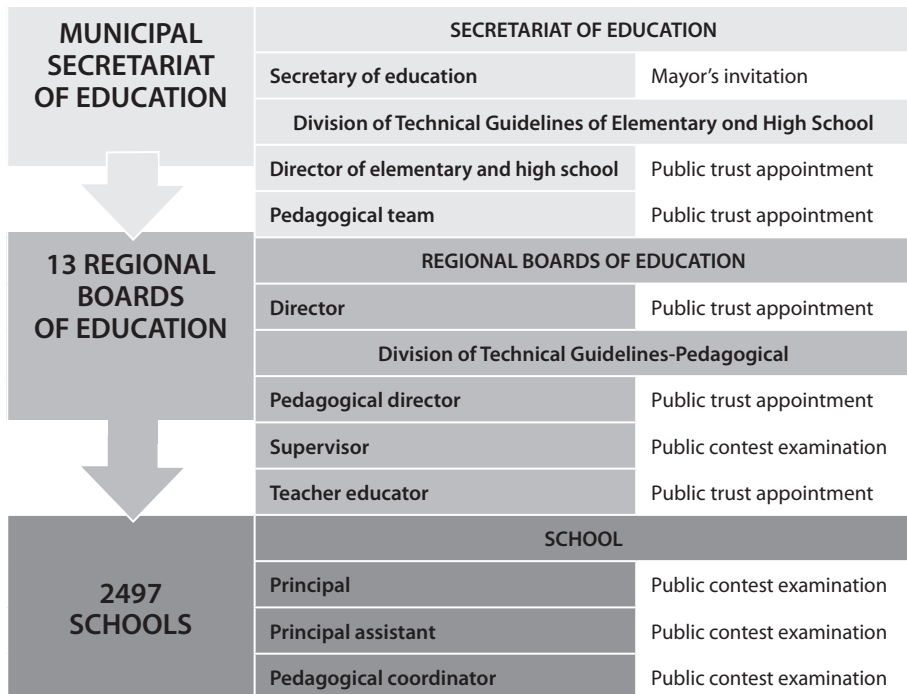 MUNICIPAL
SECRETARIAT
OF EDUCATION
SECRETARIAT OF EDUCATION
Secretary of education Mayor's invitation
Division of Technical Guidelines of Elementary ond High School
Director of elementary and high school Public trust appointment
Pedagogical team Public trust appointment
13 REGIONAL
BOARDS
OF EDUCATION
REGIONAL BOARDS OF EDUCATION
Director Public trust appointment
Division of Technical Guidelines-Pedagogical
Pedagogical director Public trust appointment
Supervisor Public contest examination
Teacher educator Public trust appointment
2497
SCHOOLS
SCHOOL
Principal Public contest examination
Principal assistant Public contest examination
Pedagogical coordinator Public contest examination